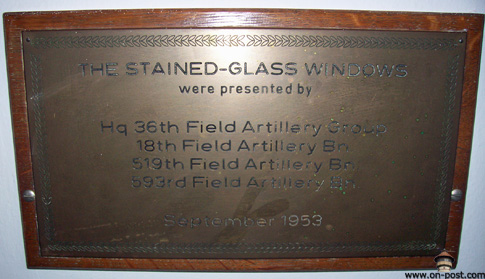 THE STAINED-GLASS WINDOWS
were presented by
Hq 36th Field Artillery Group
18th Field Artillery Bn
519th Field Artillery Bn
593rd Field Artillery Bn
September 1953
www.on-post.com